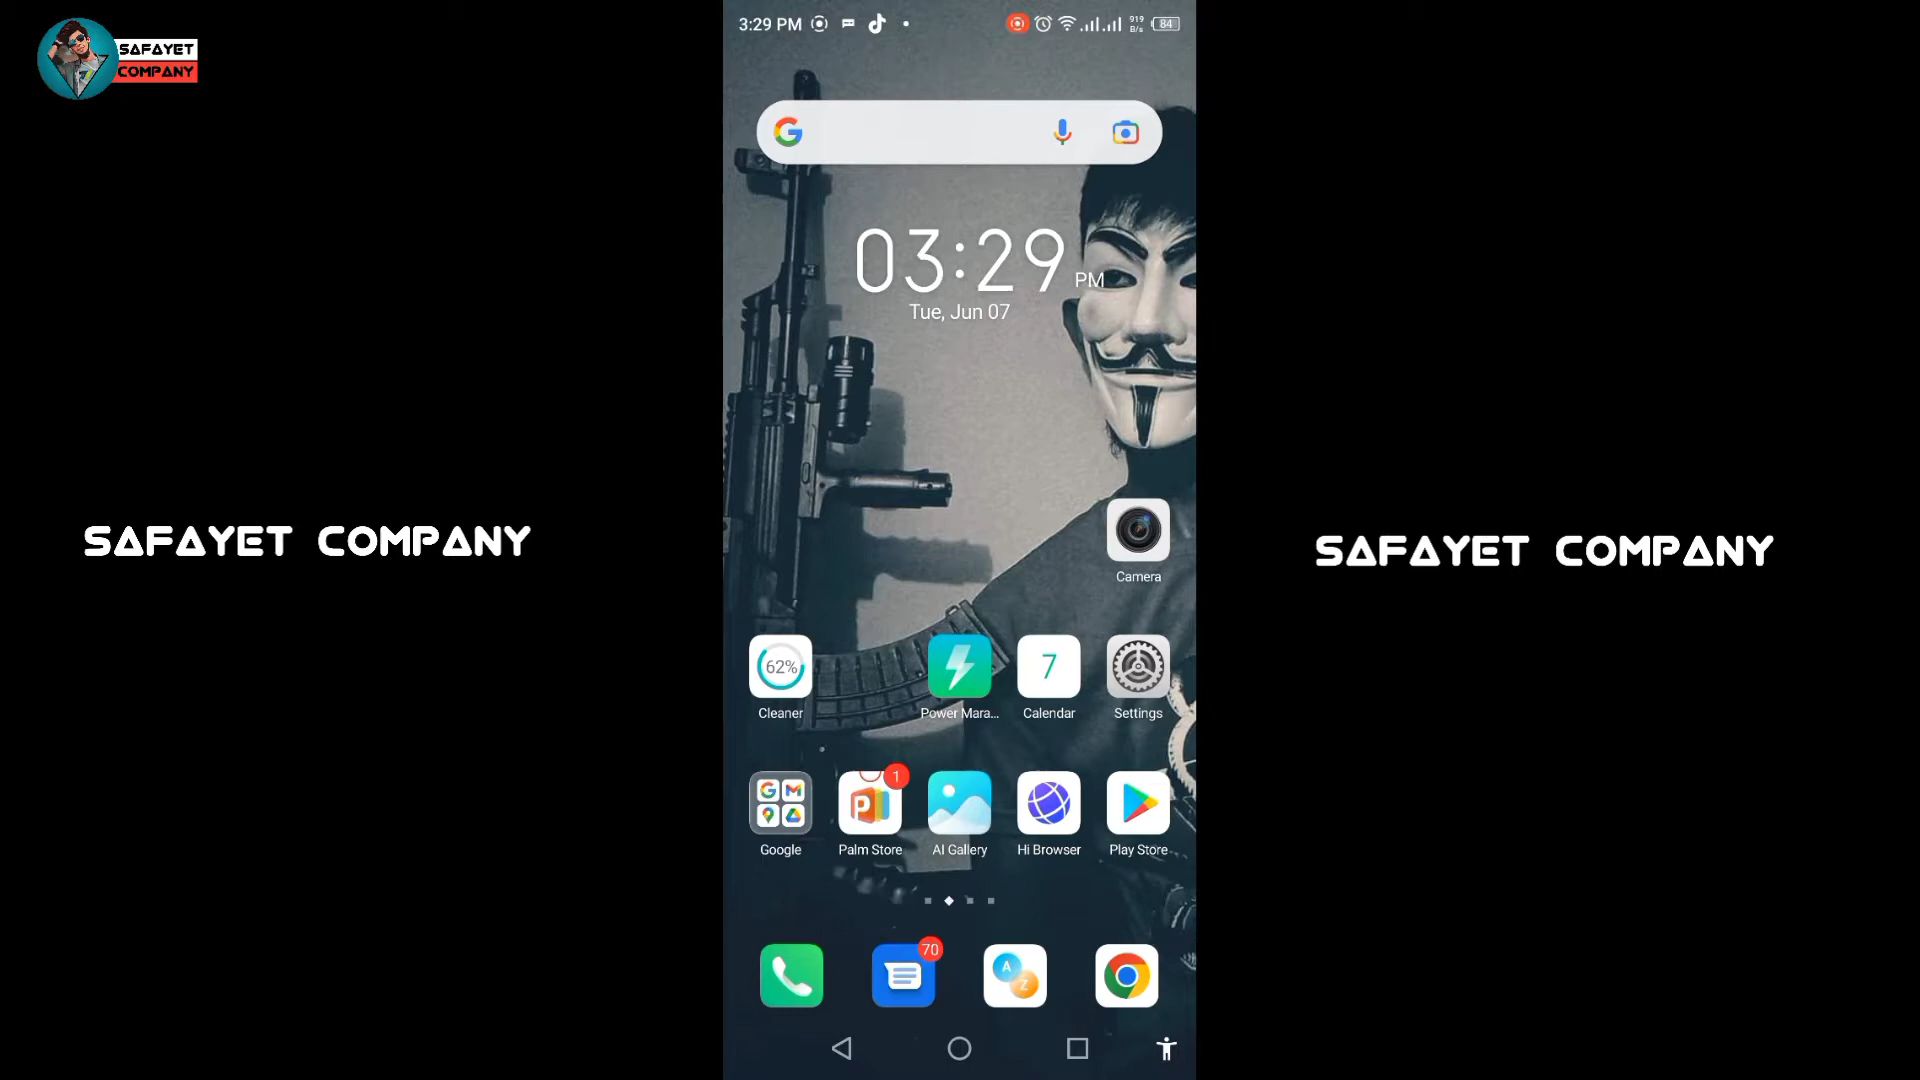 SAFAYET
COMPANY
3:29 PM
919
B/s
84
03:29 PM
Tue, Jun 07
SAFAYET COMPANY
SAFAYET COMPANY
Camera
62%
7
Cleaner
Power Mara...
Calendar
Settings
1
Google
Palm Store
AI Gallery
Hi Browser
Play Store
70
A
Z